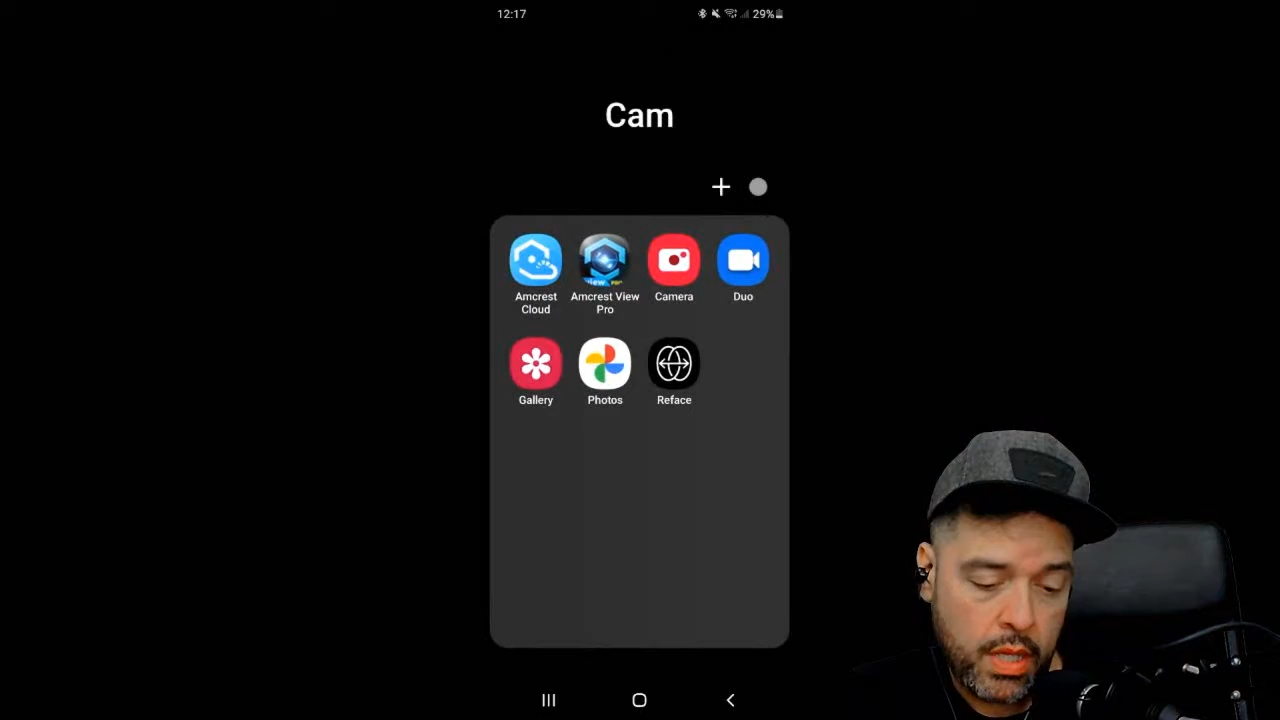 12:17
29%
Cam
Amcrest Cloud
Amcrest View Pro
Camera
Duo
Gallery
Photos
Reface